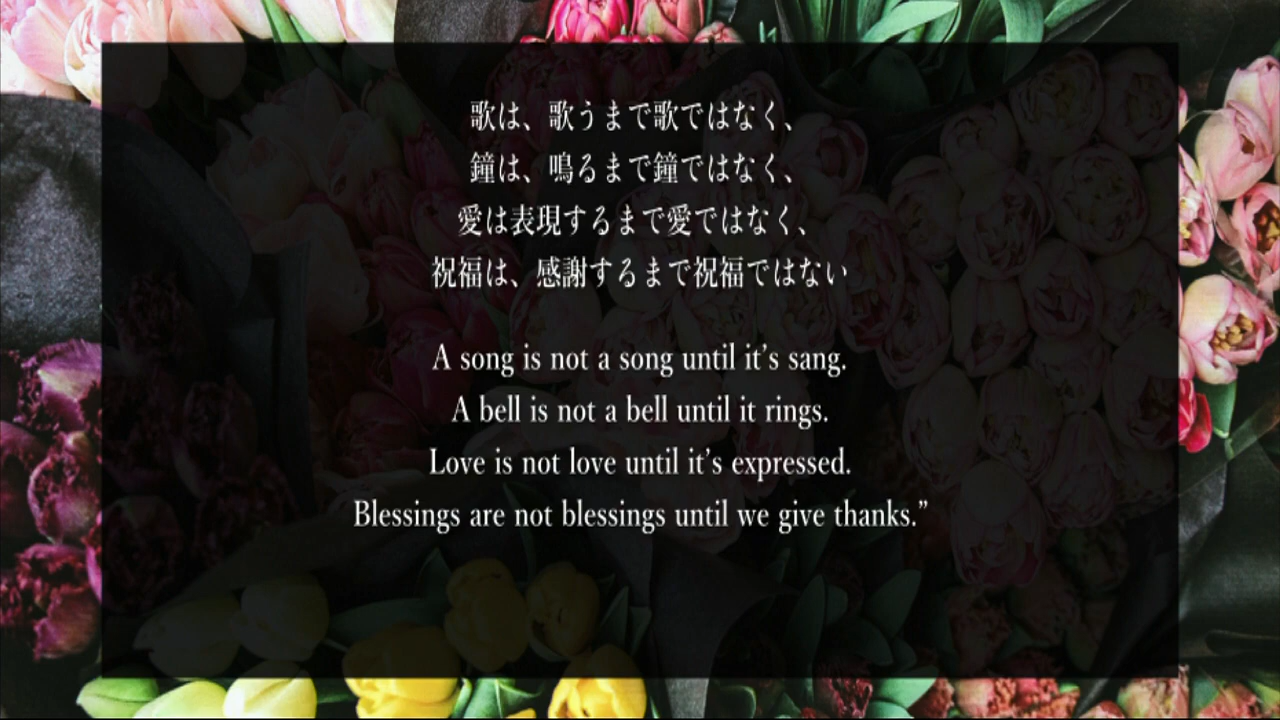 歌は、歌うまで歌ではなく、
鐘は、鳴るまで鐘ではなく、
愛は表現するまで愛ではなく、
祝福は、感謝するまで祝福ではない
A song is not a song until it’s sang.
A bell is not a bell until it rings.
Love is not love until it’s expressed.
Blessings are not blessings until we give thanks.”